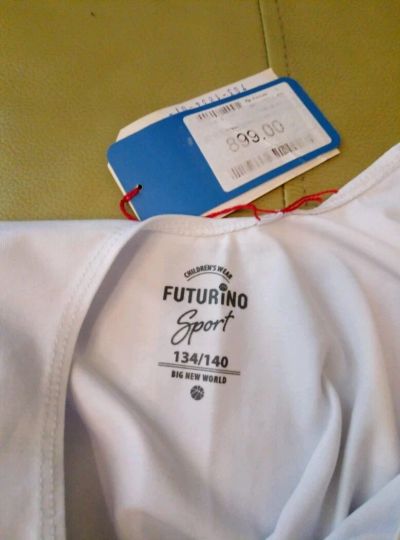 899.00
CHILDREN'S WEAR
FUTURINO
Sport
134/140
BIG NEW WORLD